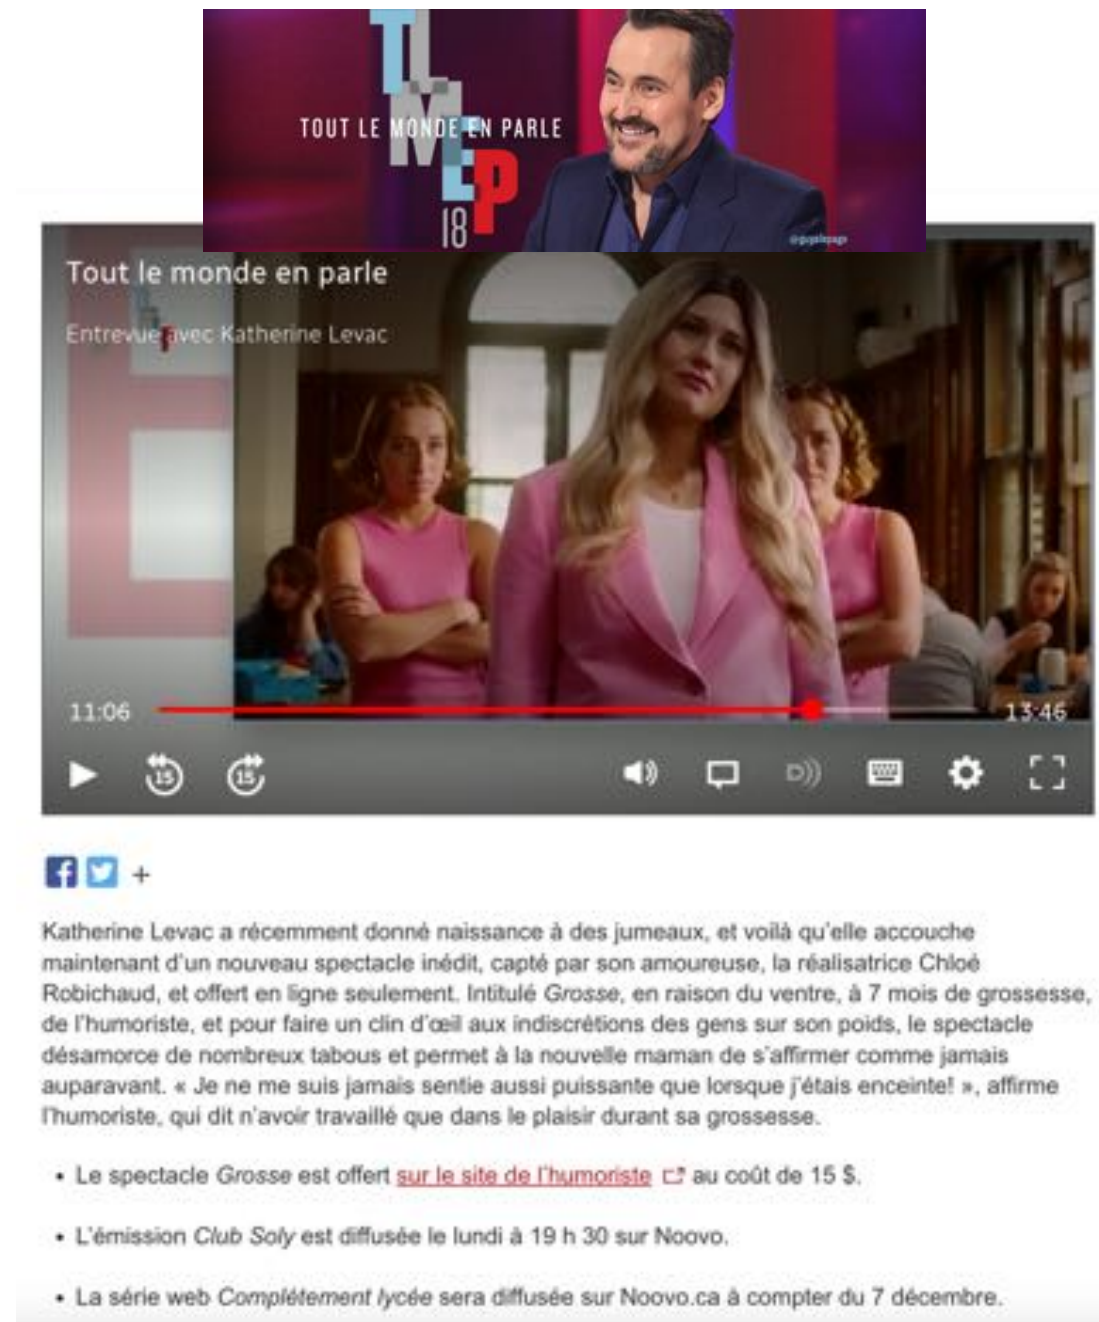 TL
MEP
TOUT LE MONDE EN PARLE
18
@guyalepage
Tout le monde en parle
Entrevue avec Katherine Levac
11:06
13:46
15
15
D))
f
+
Katherine Levac a récemment donné naissance à des jumeaux, et voilà qu'elle accouche
maintenant d'un nouveau spectacle inédit, capté par son amoureuse, la réalisatrice Chloé
Robichaud, et offert en ligne seulement. Intitulé Grosse, en raison du ventre, à 7 mois de grossesse,
de l'humoriste, et pour faire un clin d'œil aux indiscrétions des gens sur son poids, le spectacle
désamorce de nombreux tabous et permet à la nouvelle maman de s'affirmer comme jamais
auparavant. « Je ne me suis jamais sentie aussi puissante que lorsque j'étais enceinte! », affirme
l'humoriste, qui dit n'avoir travaillé que dans le plaisir durant sa grossesse.
• Le spectacle Grosse est offert sur le site de l'humoriste au coût de 15 $.
• L'émission Club Soly est diffusée le lundi à 19 h 30 sur Noovo.
• La série web Complètement lycée sera diffusée sur Noovo.ca à compter du 7 décembre.